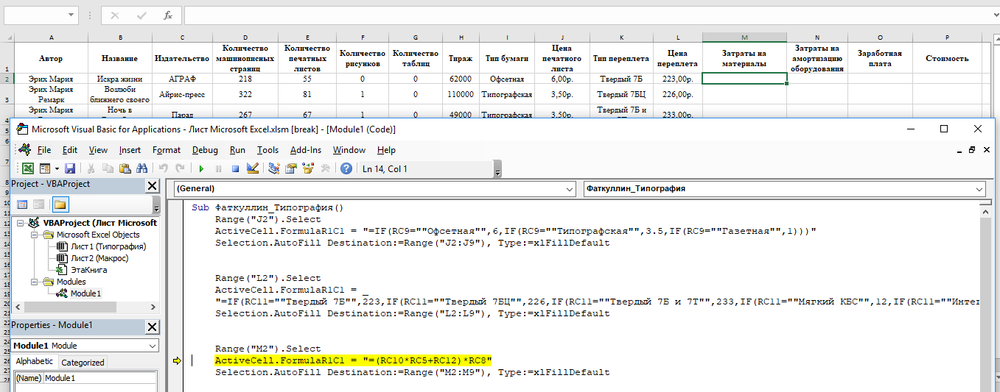 fx
A B C D E F G H I J K L M N O P
1 Автор Название Издательство Количество машинописных страниц Количество печатных листов Количество рисунков Количество таблиц Тираж Тип бумаги Цена печатного листа Тип переплета Цена переплета Затраты на материалы Затраты на амортизацию оборудования Заработная плата Стоимость
2 Эрих Мария Искра жизни АГРАФ 218 55 0 0 62000 Офсетная 6,00р. Твердый 7Б 223,00р.
3 Эрих Мария Ремарк Возлюби ближнего своего Айрис-пресс 322 81 1 0 110000 Типографская 3,50р. Твердый 7БЦ 226,00р.
4 Эрих Мария Ночь в Парад 267 67 1 0 49000 Типографская 3,50р. Твердый 7Б и 233,00р.
Microsoft Visual Basic for Applications - Лист Microsoft Excel.xlsm [break] - [Module1 (Code)]
File Edit View Insert Format Debug Run Tools Add-Ins Window Help
Ln 14, Col 1
Project - VBAProject
(General) Фаткуллин_Типография
VBAProject (Лист Microsoft
Microsoft Excel Objects
Лист1 (Типография)
Лист2 (Макрос)
ЭтаКнига
Modules
Module1
Properties - Module1
Module1 Module
Alphabetic Categorized
(Name) Module1
Sub Фаткуллин_Типография()
Range("J2").Select
ActiveCell.FormulaR1C1 = "=IF(RC9=""Офсетная"",6,IF(RC9=""Типографская"",3.5,IF(RC9=""Газетная"",1)))"
Selection.AutoFill Destination:=Range("J2:J9"), Type:=xlFillDefault
Range("L2").Select
ActiveCell.FormulaR1C1 = _
"=IF(RC11=""Твердый 7Б"",223,IF(RC11=""Твердый 7БЦ"",226,IF(RC11=""Твердый 7Б и 7Т"",233,IF(RC11=""Мягкий КБС"",12,IF(RC11=""Интег
Selection.AutoFill Destination:=Range("L2:L9"), Type:=xlFillDefault
Range("M2").Select
ActiveCell.FormulaR1C1 = "=(RC10*RC5+RC12)*RC8"
Selection.AutoFill Destination:=Range("M2:M9"), Type:=xlFillDefault